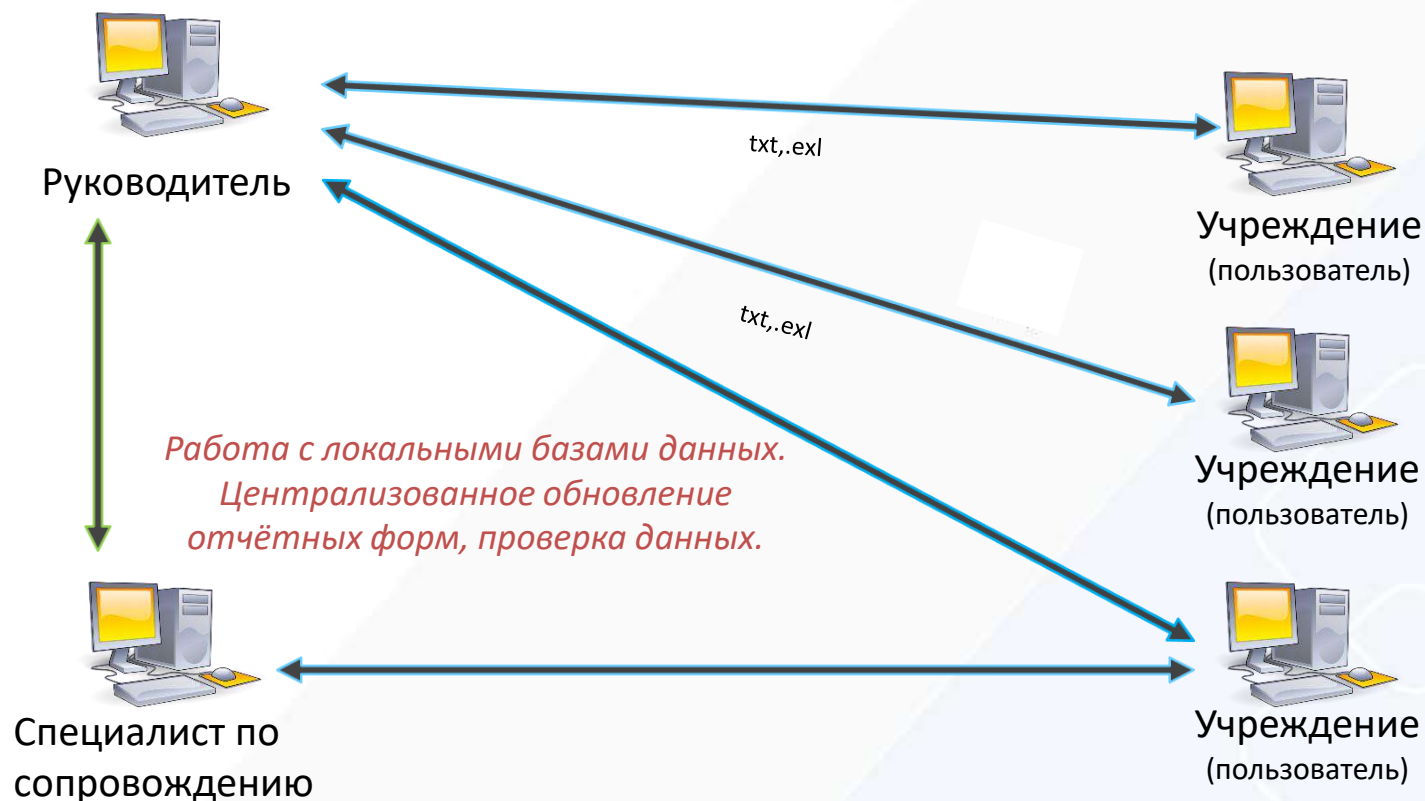 Руководитель
txt,.exl
Учреждение
(пользователь)
txt,.exl
Учреждение
(пользователь)
Работа с локальными базами данных.
Централизованное обновление
отчётных форм, проверка данных.
Специалист по
сопровождению
Учреждение
(пользователь)